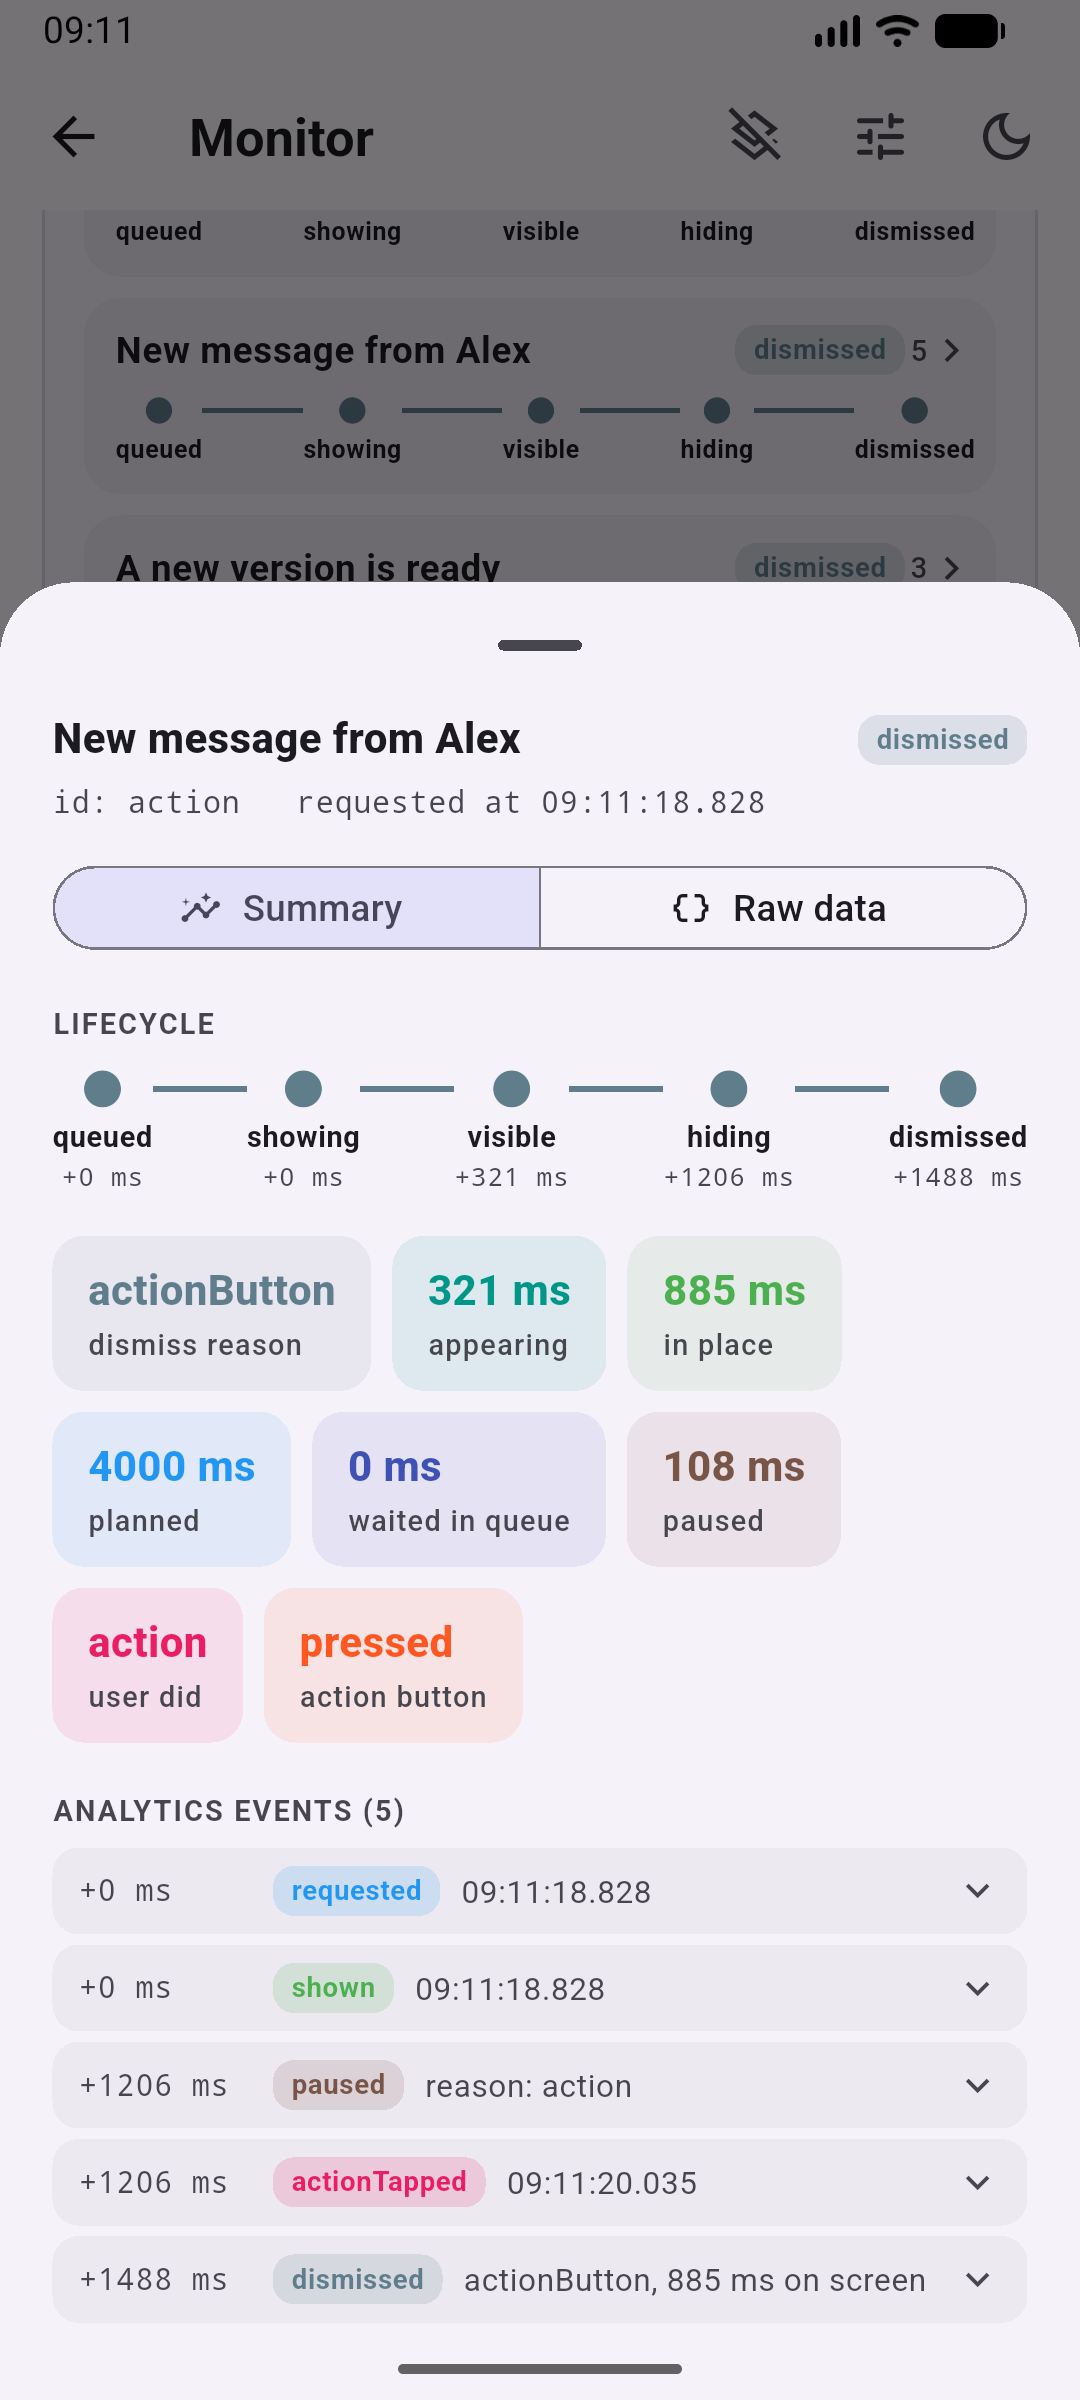 09:11
Monitor
queued showing visible hiding dismissed
New message from Alex dismissed 5
queued showing visible hiding dismissed
A new version is ready dismissed 3
New message from Alex dismissed
id: action requested at 09:11:18.828
Summary Raw data
LIFECYCLE
queued showing visible hiding dismissed
+0 ms +0 ms +321 ms +1206 ms +1488 ms
actionButton 321 ms 885 ms
dismiss reason appearing in place
4000 ms 0 ms 108 ms
planned waited in queue paused
action pressed
user did action button
ANALYTICS EVENTS (5)
+0 ms requested 09:11:18.828
+0 ms shown 09:11:18.828
+1206 ms paused reason: action
+1206 ms actionTapped 09:11:20.035
+1488 ms dismissed actionButton, 885 ms on screen